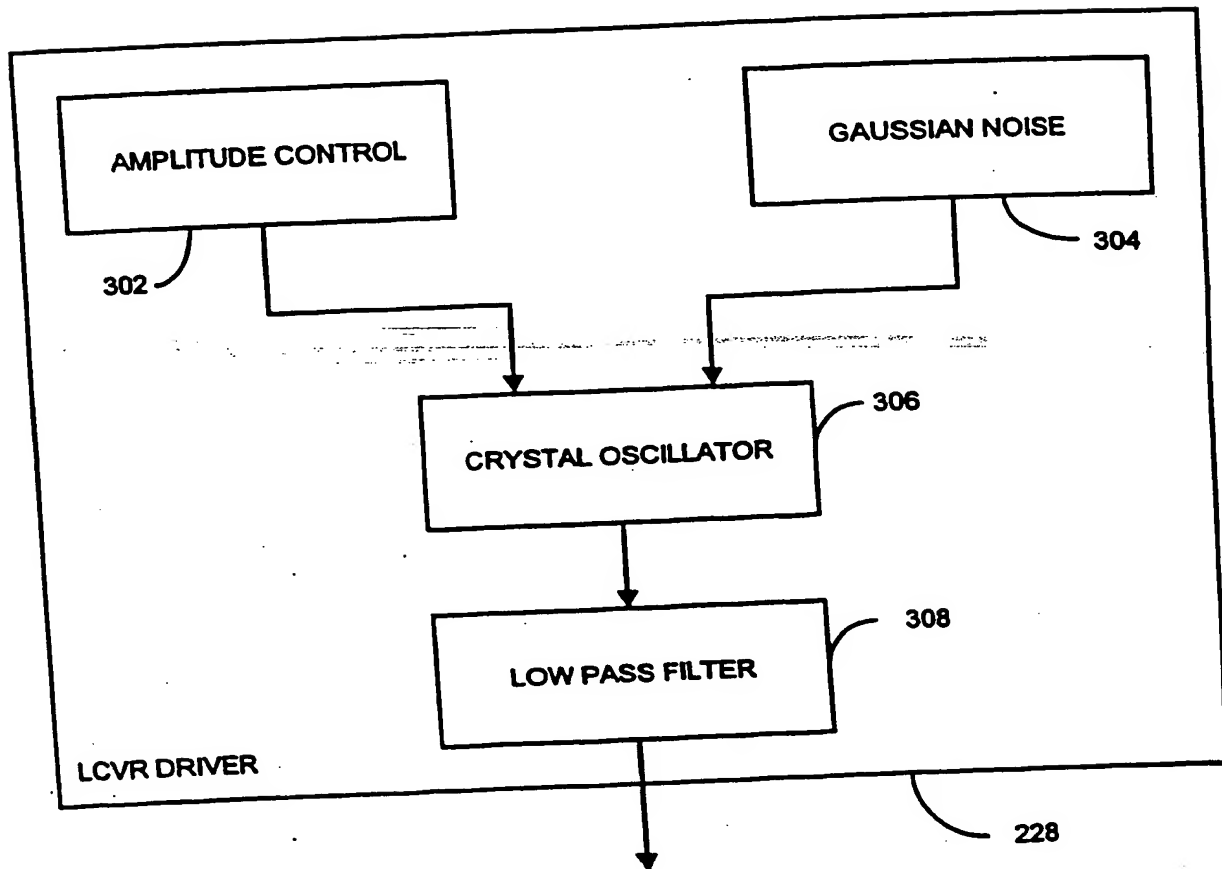 AMPLITUDE CONTROL
GAUSSIAN NOISE
302
304
306
CRYSTAL OSCILLATOR
308
LOW PASS FILTER
LCVR DRIVER
228